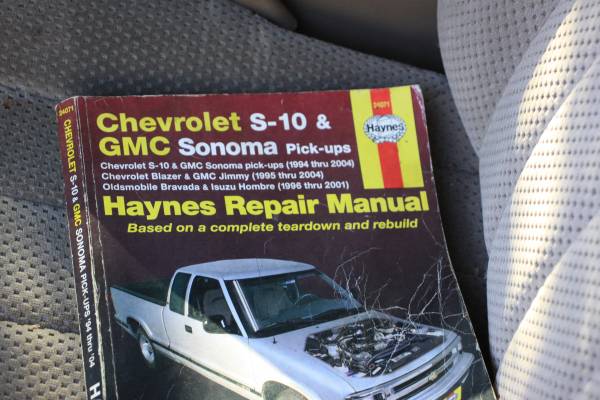 Chevrolet S-10 &
GMC Sonoma Pick-ups
Chevrolet S-10 & GMC Sonoma pick-ups (1994 thru 2004)
Chevrolet Blazer & GMC Jimmy (1995 thru 2004)
Oldsmobile Bravada & Isuzu Hombre (1996 thru 2001)
Haynes Repair Manual
Based on a complete teardown and rebuild
24071
Haynes
24071
CHEVROLET S-10 & GMC SONOMA PICK-UPS '94 thru '04
H